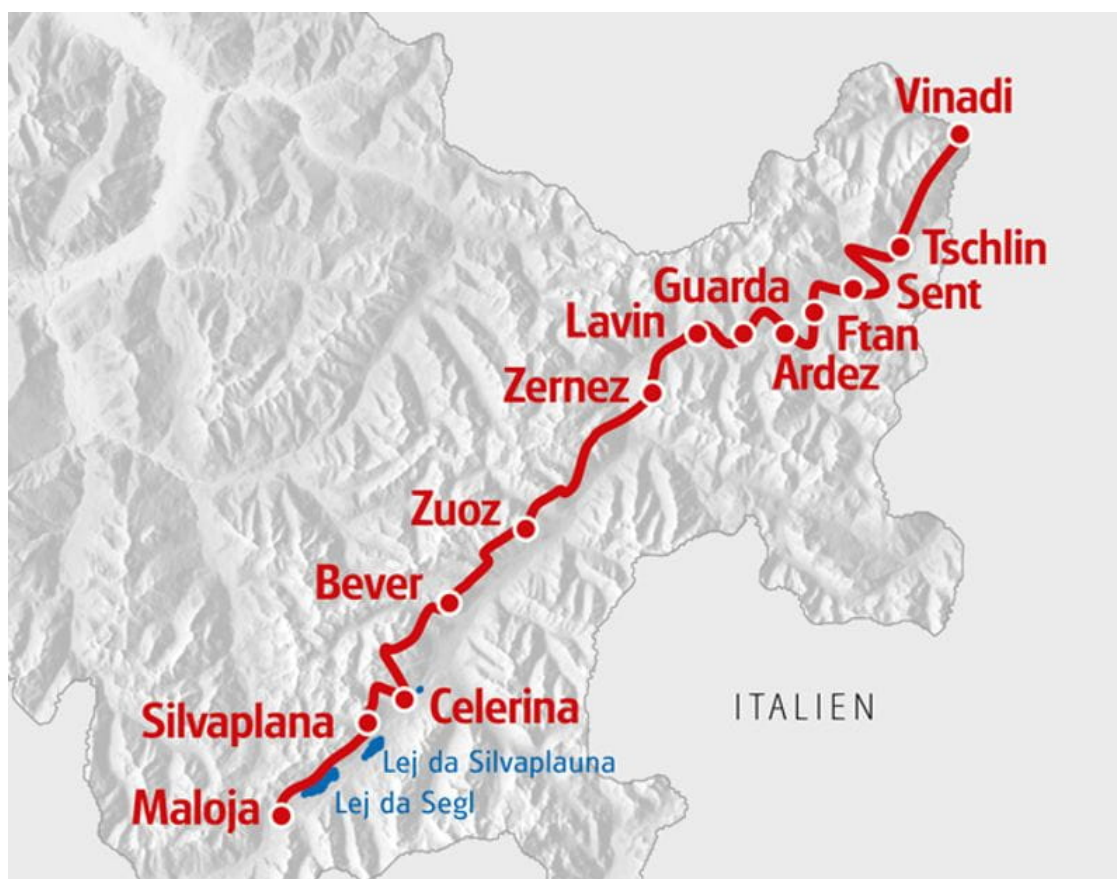 Vinadi
Tschlin
Sent
Guarda
Lavin
Ftan
Ardez
Zernez
Zuoz
Bever
Celerina
ITALIEN
Silvaplana
Lej da Silvaplauna
Lej da Segl
Maloja